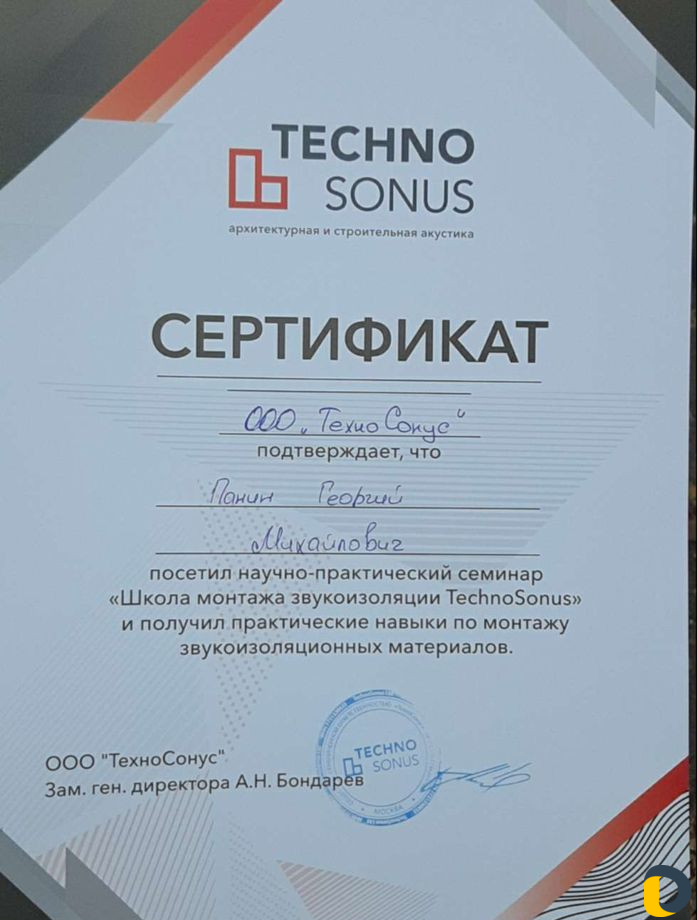 TECHNO
SONUS
архитектурная и строительная акустика
СЕРТИФИКАТ
ООО "ТехноСонус"
подтверждает, что
Панин Георгий
Михайлович
посетил научно-практический семинар
«Школа монтажа звукоизоляции TechnoSonus»
и получил практические навыки по монтажу
звукоизоляционных материалов.
ООО "ТехноСонус"
Зам. ген. директора А.Н. Бондарев
TECHNO
SONUS
МОСКВА